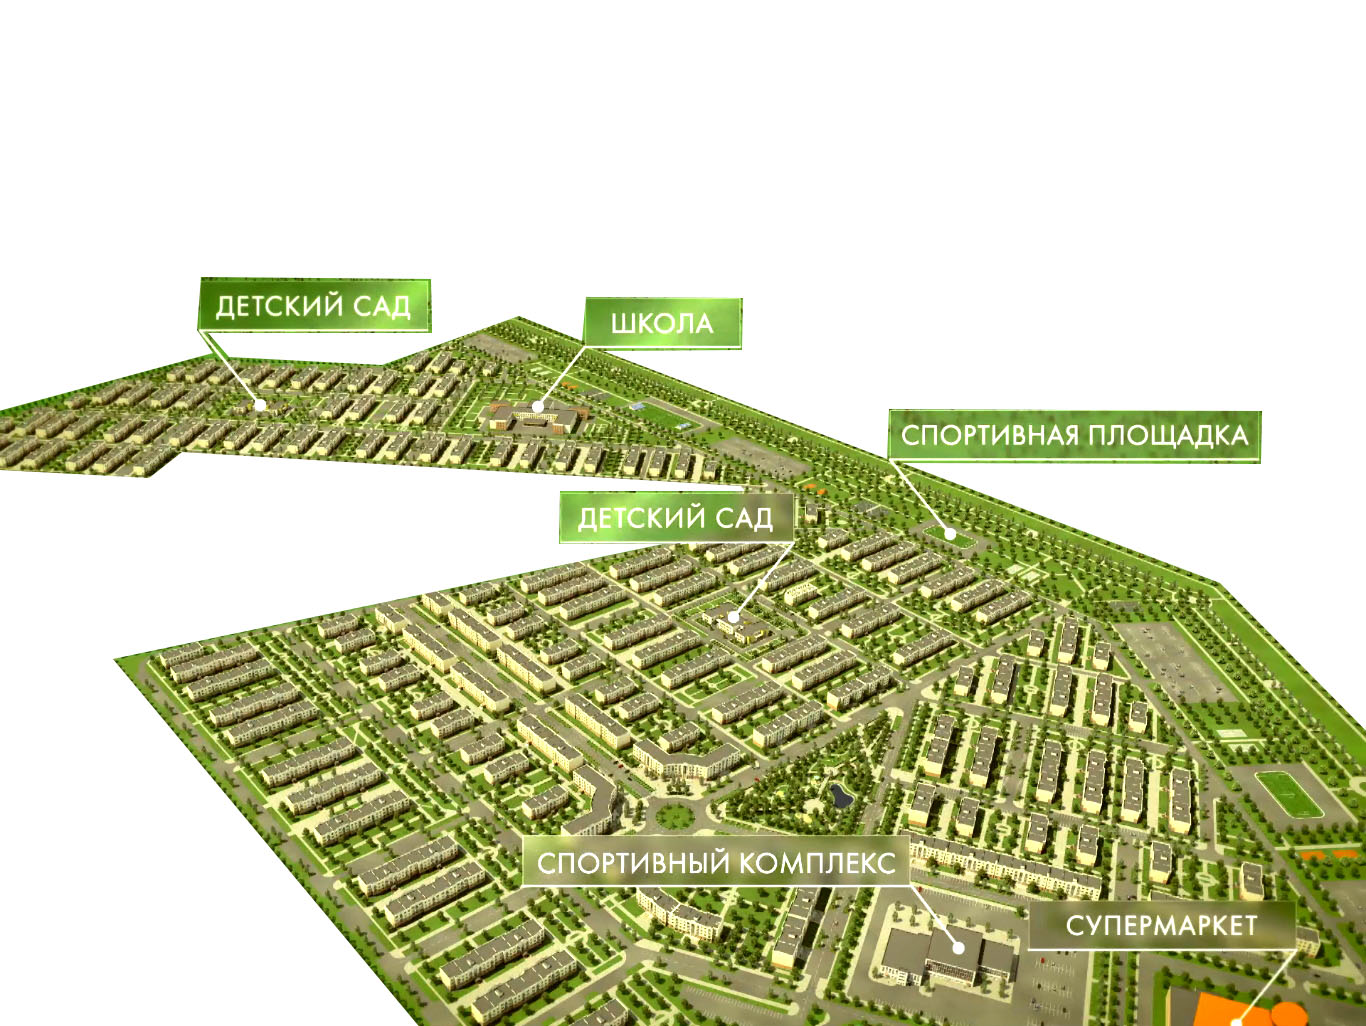 ДЕТСКИЙ САД
ШКОЛА
СПОРТИВНАЯ ПЛОЩАДКА
ДЕТСКИЙ САД
СПОРТИВНЫЙ КОМПЛЕКС
СУПЕРМАРКЕТ